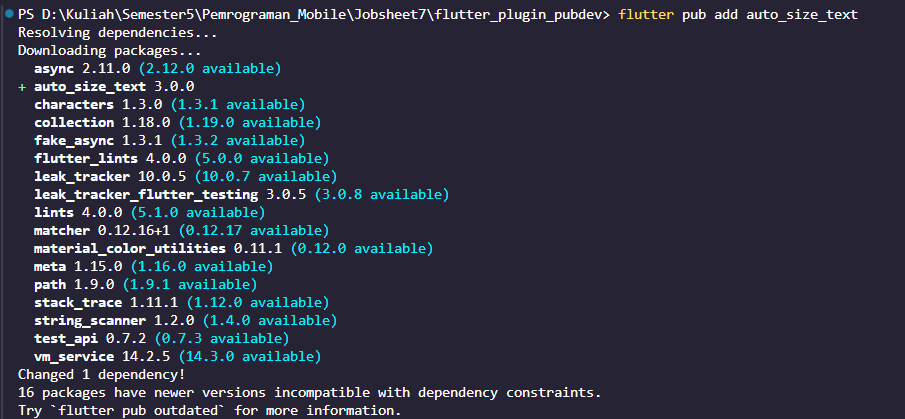 PS D:\Kuliah\Semester5\Pemrograman_Mobile\Jobsheet7\flutter_plugin_pubdev> flutter pub add auto_size_text
Resolving dependencies...
Downloading packages...
  async 2.11.0 (2.12.0 available)
+ auto_size_text 3.0.0
  characters 1.3.0 (1.3.1 available)
  collection 1.18.0 (1.19.0 available)
  fake_async 1.3.1 (1.3.2 available)
  flutter_lints 4.0.0 (5.0.0 available)
  leak_tracker 10.0.5 (10.0.7 available)
  leak_tracker_flutter_testing 3.0.5 (3.0.8 available)
  lints 4.0.0 (5.1.0 available)
  matcher 0.12.16+1 (0.12.17 available)
  material_color_utilities 0.11.1 (0.12.0 available)
  meta 1.15.0 (1.16.0 available)
  path 1.9.0 (1.9.1 available)
  stack_trace 1.11.1 (1.12.0 available)
  string_scanner 1.2.0 (1.4.0 available)
  test_api 0.7.2 (0.7.3 available)
  vm_service 14.2.5 (14.3.0 available)
Changed 1 dependency!
16 packages have newer versions incompatible with dependency constraints.
Try `flutter pub outdated` for more information.